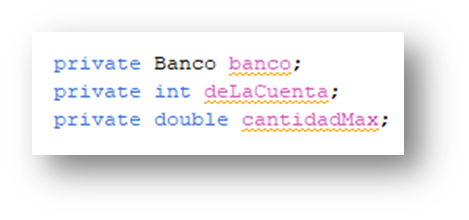 private Banco banco;
private int deLaCuenta;
private double cantidadMax;